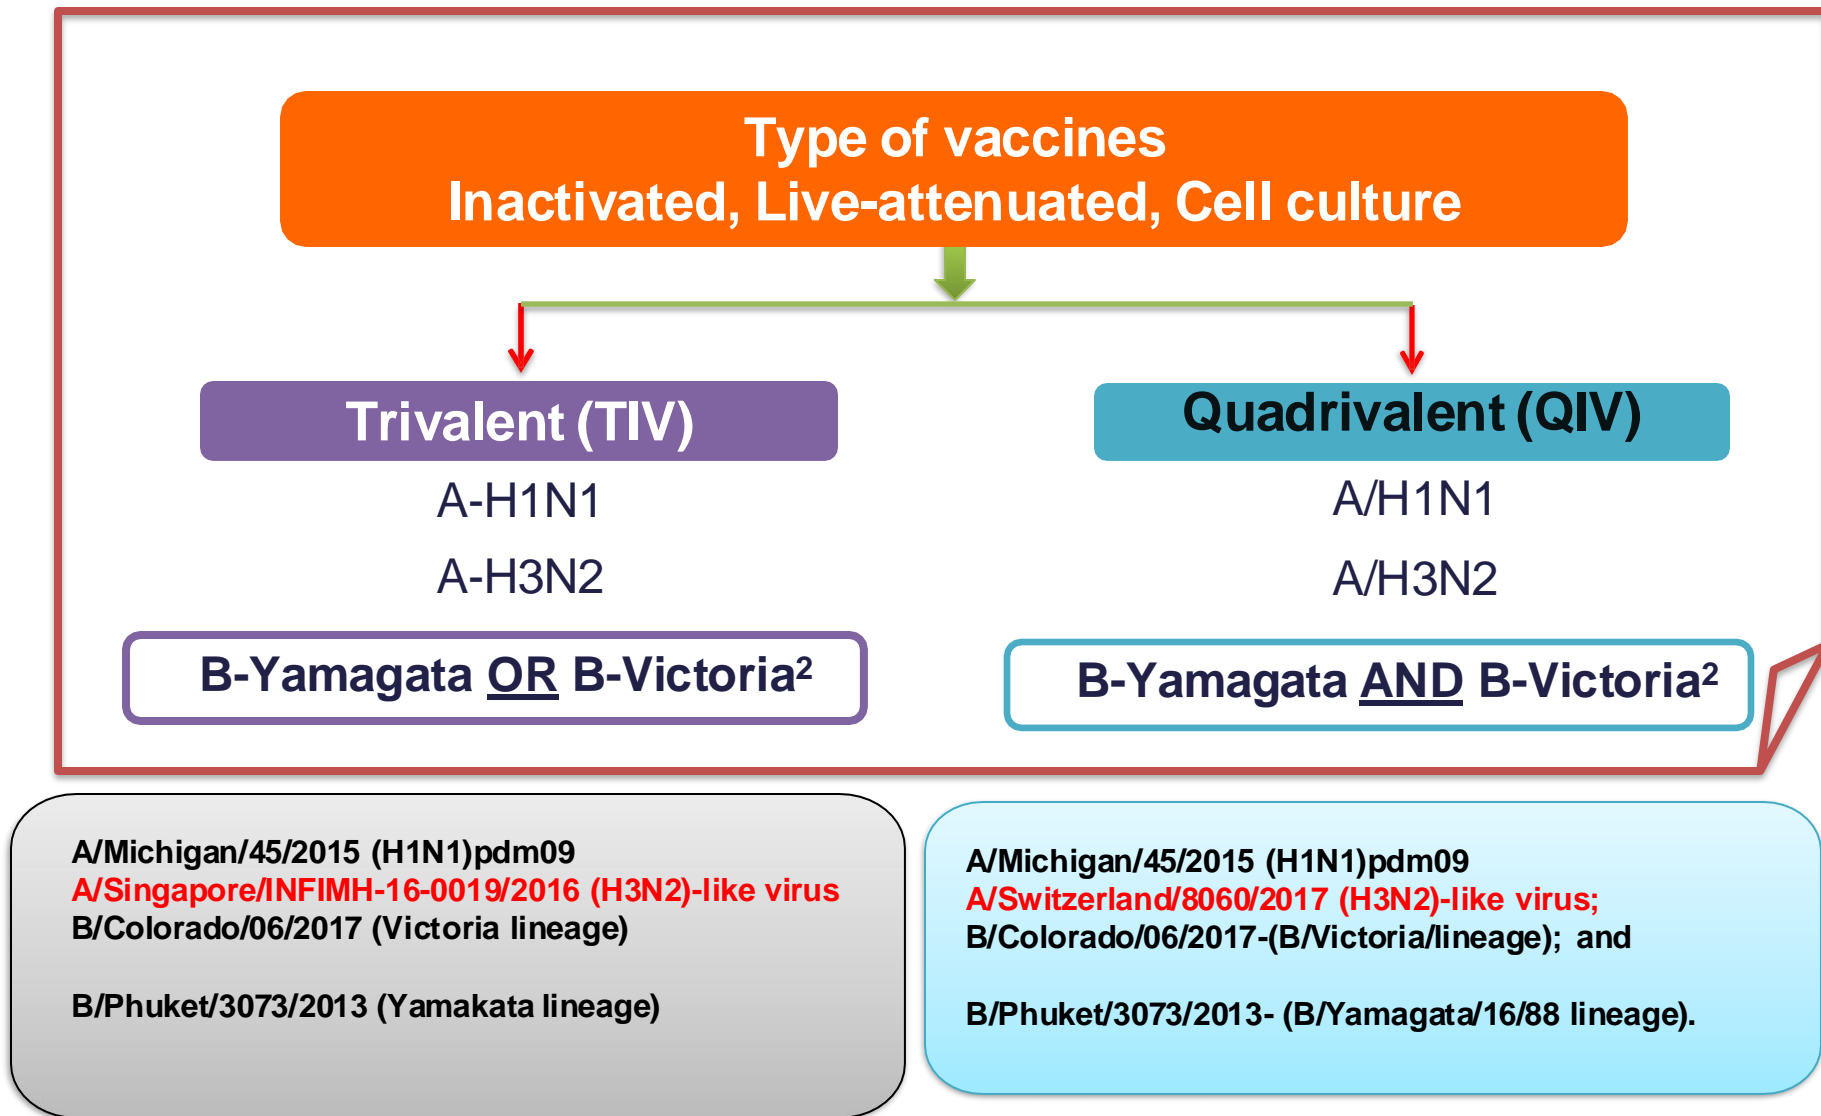 Type of vaccines
Inactivated, Live-attenuated, Cell culture
Trivalent (TIV)
A-H1N1
A-H3N2
B-Yamagata OR B-Victoria²
Quadrivalent (QIV)
A/H1N1
A/H3N2
B-Yamagata AND B-Victoria²
A/Michigan/45/2015 (H1N1)pdm09
A/Singapore/INFIMH-16-0019/2016 (H3N2)-like virus
B/Colorado/06/2017 (Victoria lineage)
B/Phuket/3073/2013 (Yamakata lineage)
A/Michigan/45/2015 (H1N1)pdm09
A/Switzerland/8060/2017 (H3N2)-like virus;
B/Colorado/06/2017-(B/Victoria/lineage); and
B/Phuket/3073/2013- (B/Yamagata/16/88 lineage).